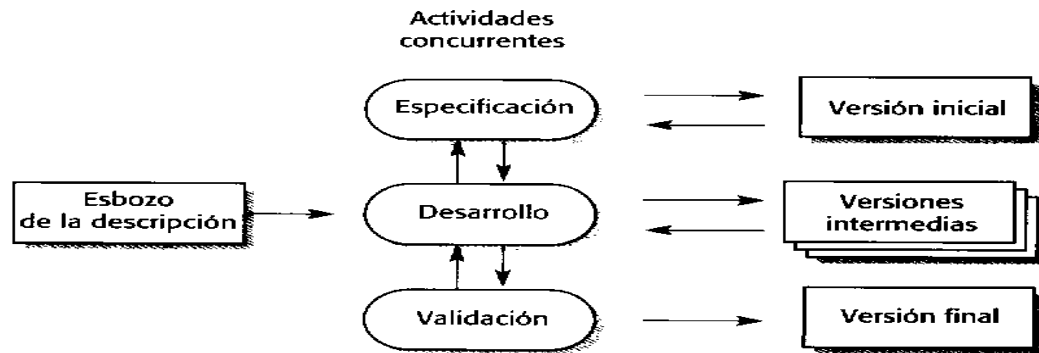 Actividades
concurrentes
Especificación
Versión inicial
Esbozo
de la descripción
Desarrollo
Versiones
intermedias
Validación
Versión final